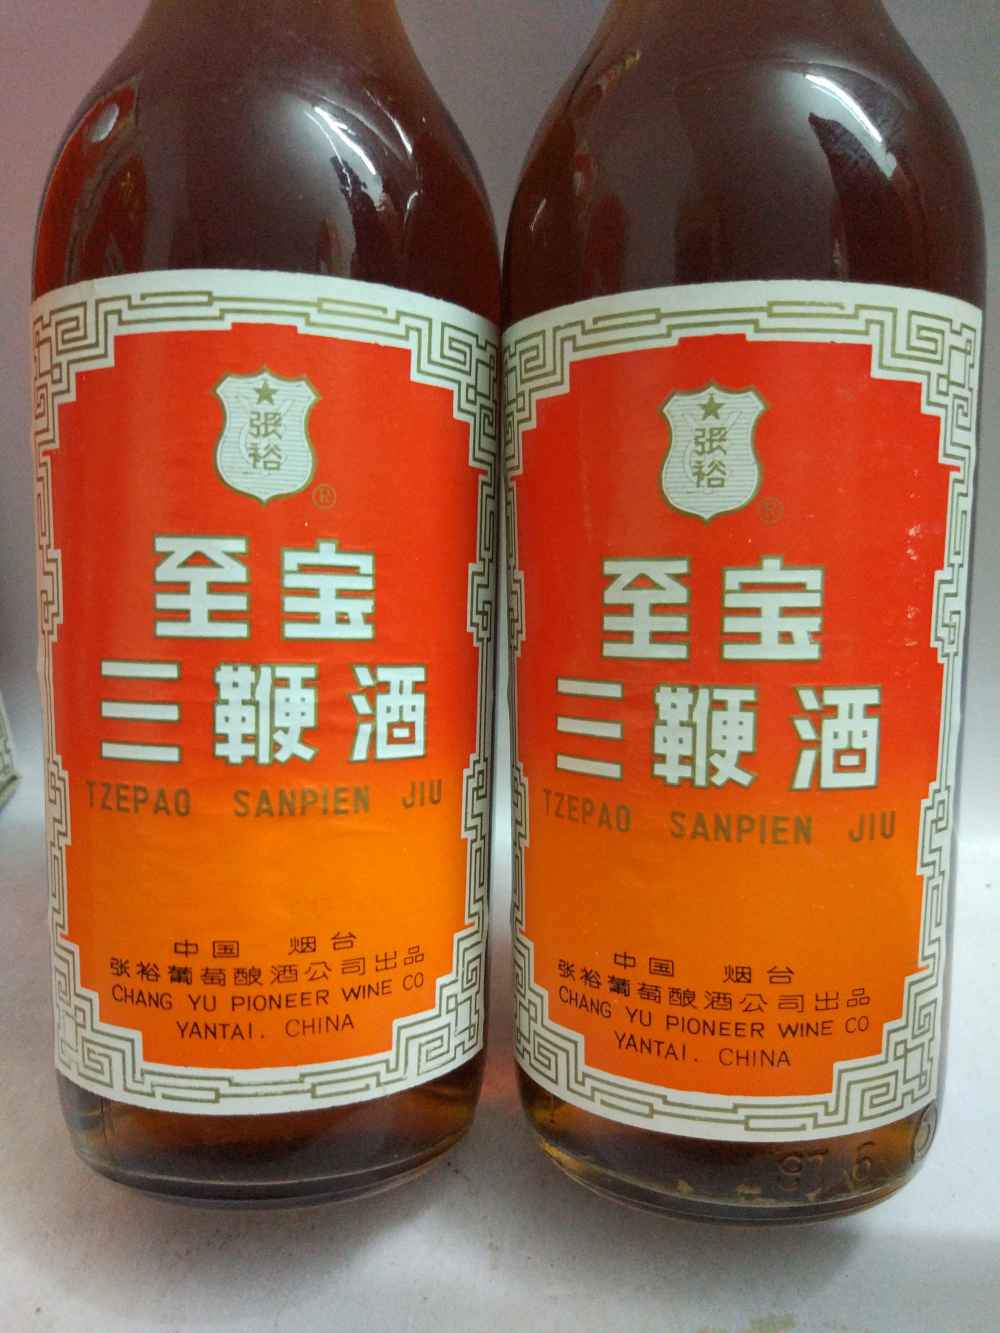 张
裕
®
至宝
三鞭酒
TZEPAO SANPIEN JIU
中国 烟台
张裕葡萄酿酒公司出品
CHANG YU PIONEER WINE CO
YANTAI. CHINA
张
裕
®
至宝
三鞭酒
TZEPAO SANPIEN JIU
中国 烟台
张裕葡萄酿酒公司出品
CHANG YU PIONEER WINE CO
YANTAI. CHINA